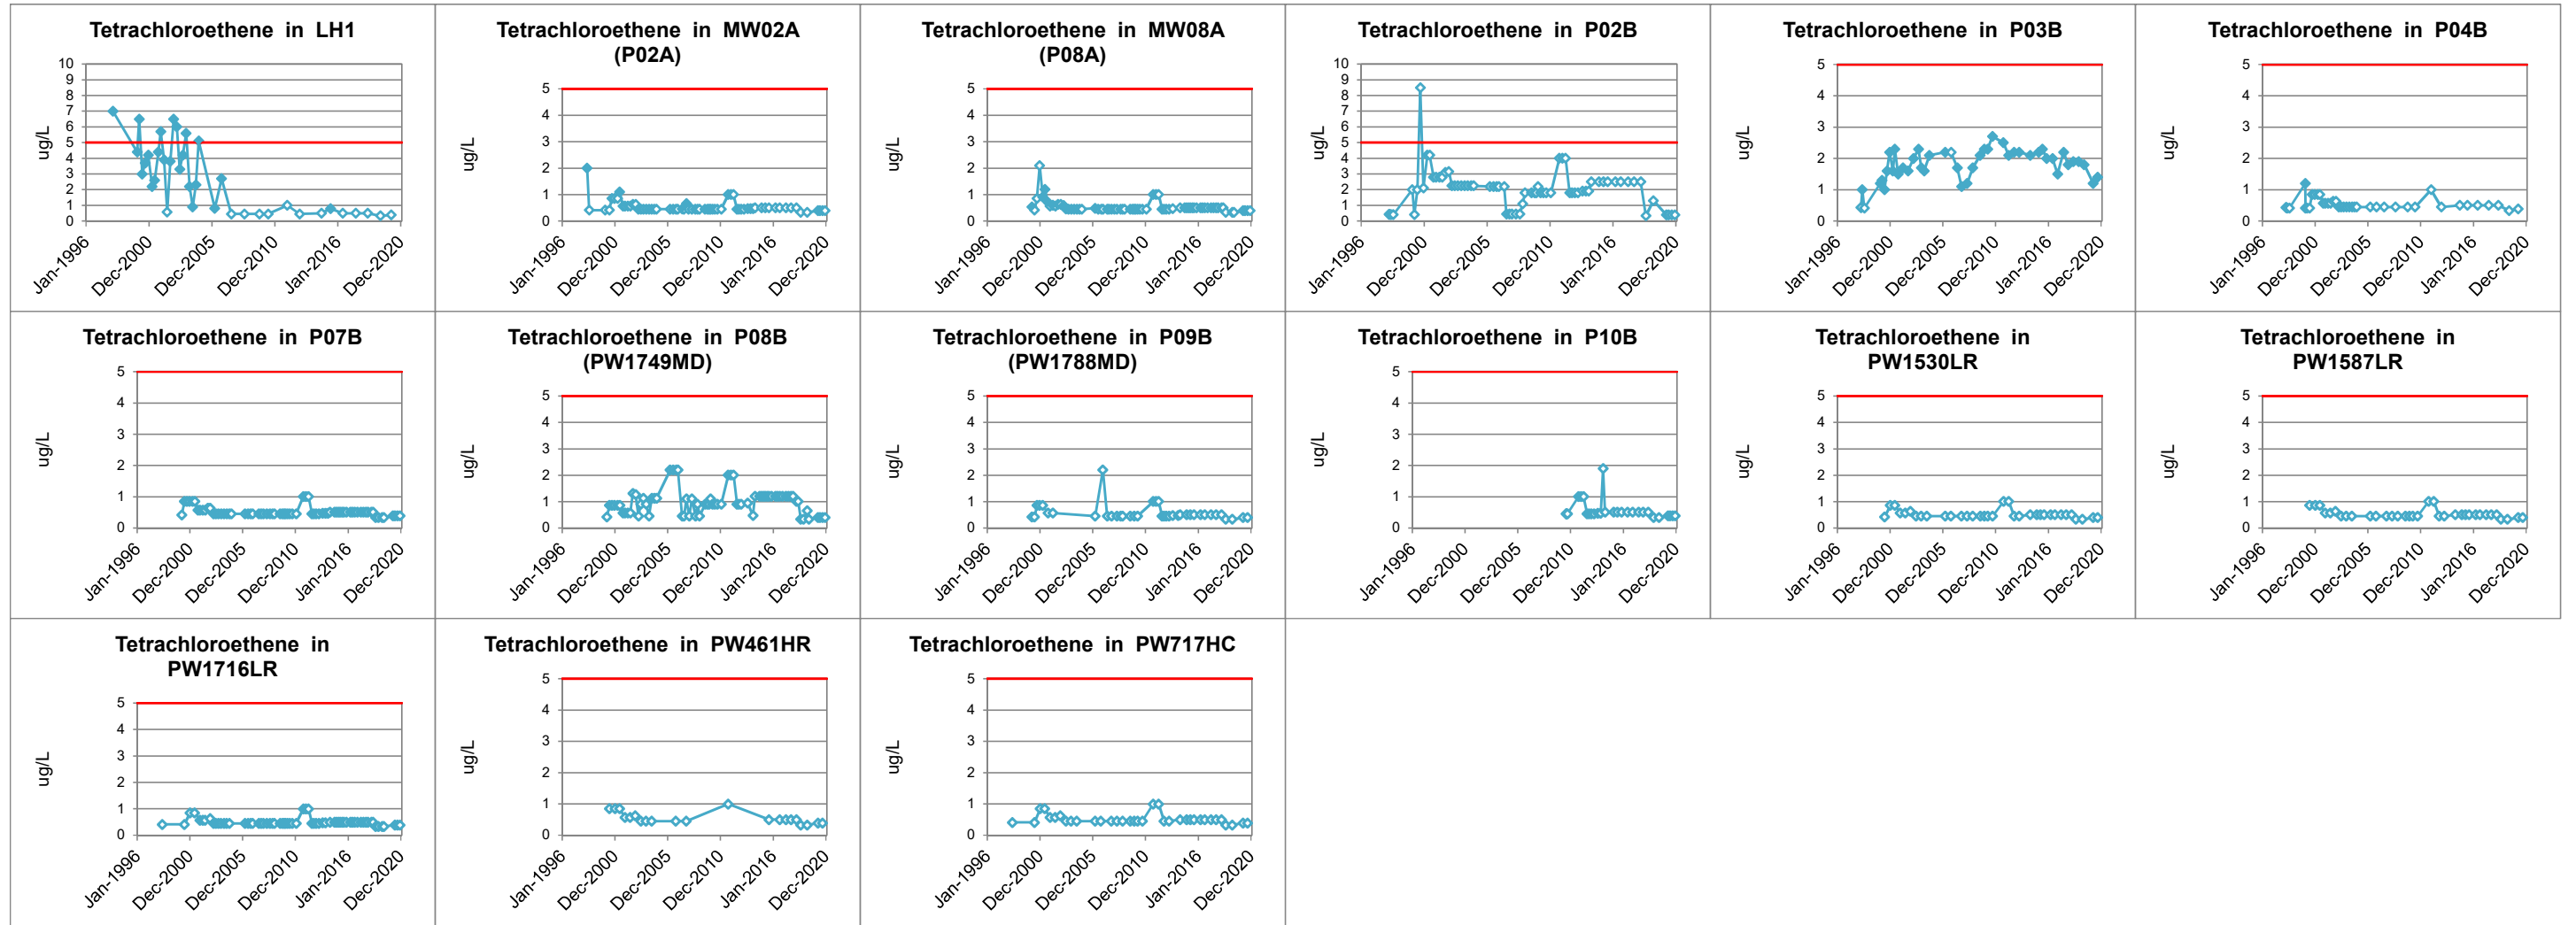 Tetrachloroethene in LH1
10
9
8
7
6
5
4
3
2
1
0
ug/L
Jan-1996
Dec-2000
Dec-2005
Dec-2010
Jan-2016
Dec-2020
Tetrachloroethene in MW02A
(P02A)
5
4
3
2
1
0
ug/L
Jan-1996
Dec-2000
Dec-2005
Dec-2010
Jan-2016
Dec-2020
Tetrachloroethene in MW08A
(P08A)
5
4
3
2
1
0
ug/L
Jan-1996
Dec-2000
Dec-2005
Dec-2010
Jan-2016
Dec-2020
Tetrachloroethene in P02B
10
9
8
7
6
5
4
3
2
1
0
ug/L
Jan-1996
Dec-2000
Dec-2005
Dec-2010
Jan-2016
Dec-2020
Tetrachloroethene in P03B
5
4
3
2
1
0
ug/L
Jan-1996
Dec-2000
Dec-2005
Dec-2010
Jan-2016
Dec-2020
Tetrachloroethene in P04B
5
4
3
2
1
0
ug/L
Jan-1996
Dec-2000
Dec-2005
Dec-2010
Jan-2016
Dec-2020
Tetrachloroethene in P07B
5
4
3
2
1
0
ug/L
Jan-1996
Dec-2000
Dec-2005
Dec-2010
Jan-2016
Dec-2020
Tetrachloroethene in P08B
(PW1749MD)
5
4
3
2
1
0
ug/L
Jan-1996
Dec-2000
Dec-2005
Dec-2010
Jan-2016
Dec-2020
Tetrachloroethene in P09B
(PW1788MD)
5
4
3
2
1
0
ug/L
Jan-1996
Dec-2000
Dec-2005
Dec-2010
Jan-2016
Dec-2020
Tetrachloroethene in P10B
5
4
3
2
1
0
ug/L
Jan-1996
Dec-2000
Dec-2005
Dec-2010
Jan-2016
Dec-2020
Tetrachloroethene in
PW1530LR
5
4
3
2
1
0
ug/L
Jan-1996
Dec-2000
Dec-2005
Dec-2010
Jan-2016
Dec-2020
Tetrachloroethene in
PW1587LR
5
4
3
2
1
0
ug/L
Jan-1996
Dec-2000
Dec-2005
Dec-2010
Jan-2016
Dec-2020
Tetrachloroethene in
PW1716LR
5
4
3
2
1
0
ug/L
Jan-1996
Dec-2000
Dec-2005
Dec-2010
Jan-2016
Dec-2020
Tetrachloroethene in PW461HR
5
4
3
2
1
0
ug/L
Jan-1996
Dec-2000
Dec-2005
Dec-2010
Jan-2016
Dec-2020
Tetrachloroethene in PW717HC
5
4
3
2
1
0
ug/L
Jan-1996
Dec-2000
Dec-2005
Dec-2010
Jan-2016
Dec-2020